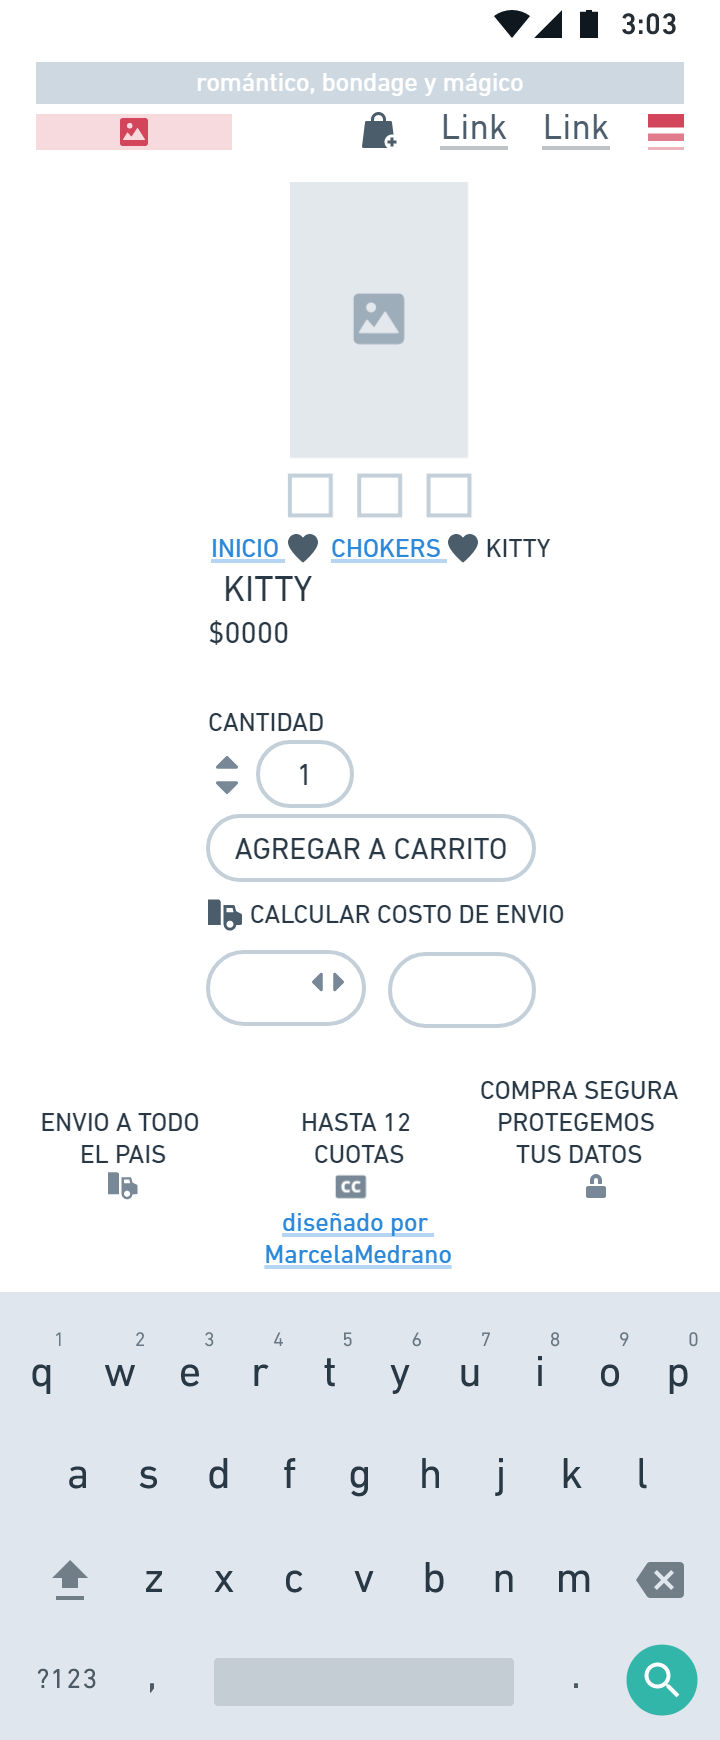 3:03
romántico, bondage y mágico
Link Link
INICIO CHOKERS KITTY
KITTY
$0000
CANTIDAD
1
AGREGAR A CARRITO
CALCULAR COSTO DE ENVIO
ENVIO A TODO
EL PAIS
HASTA 12
CUOTAS
CC
COMPRA SEGURA
PROTEGEMOS
TUS DATOS
diseñado por
MarcelaMedrano
1 2 3 4 5 6 7 8 9 0
q w e r t y u i o p
a s d f g h j k l
z x c v b n m
?123 , .